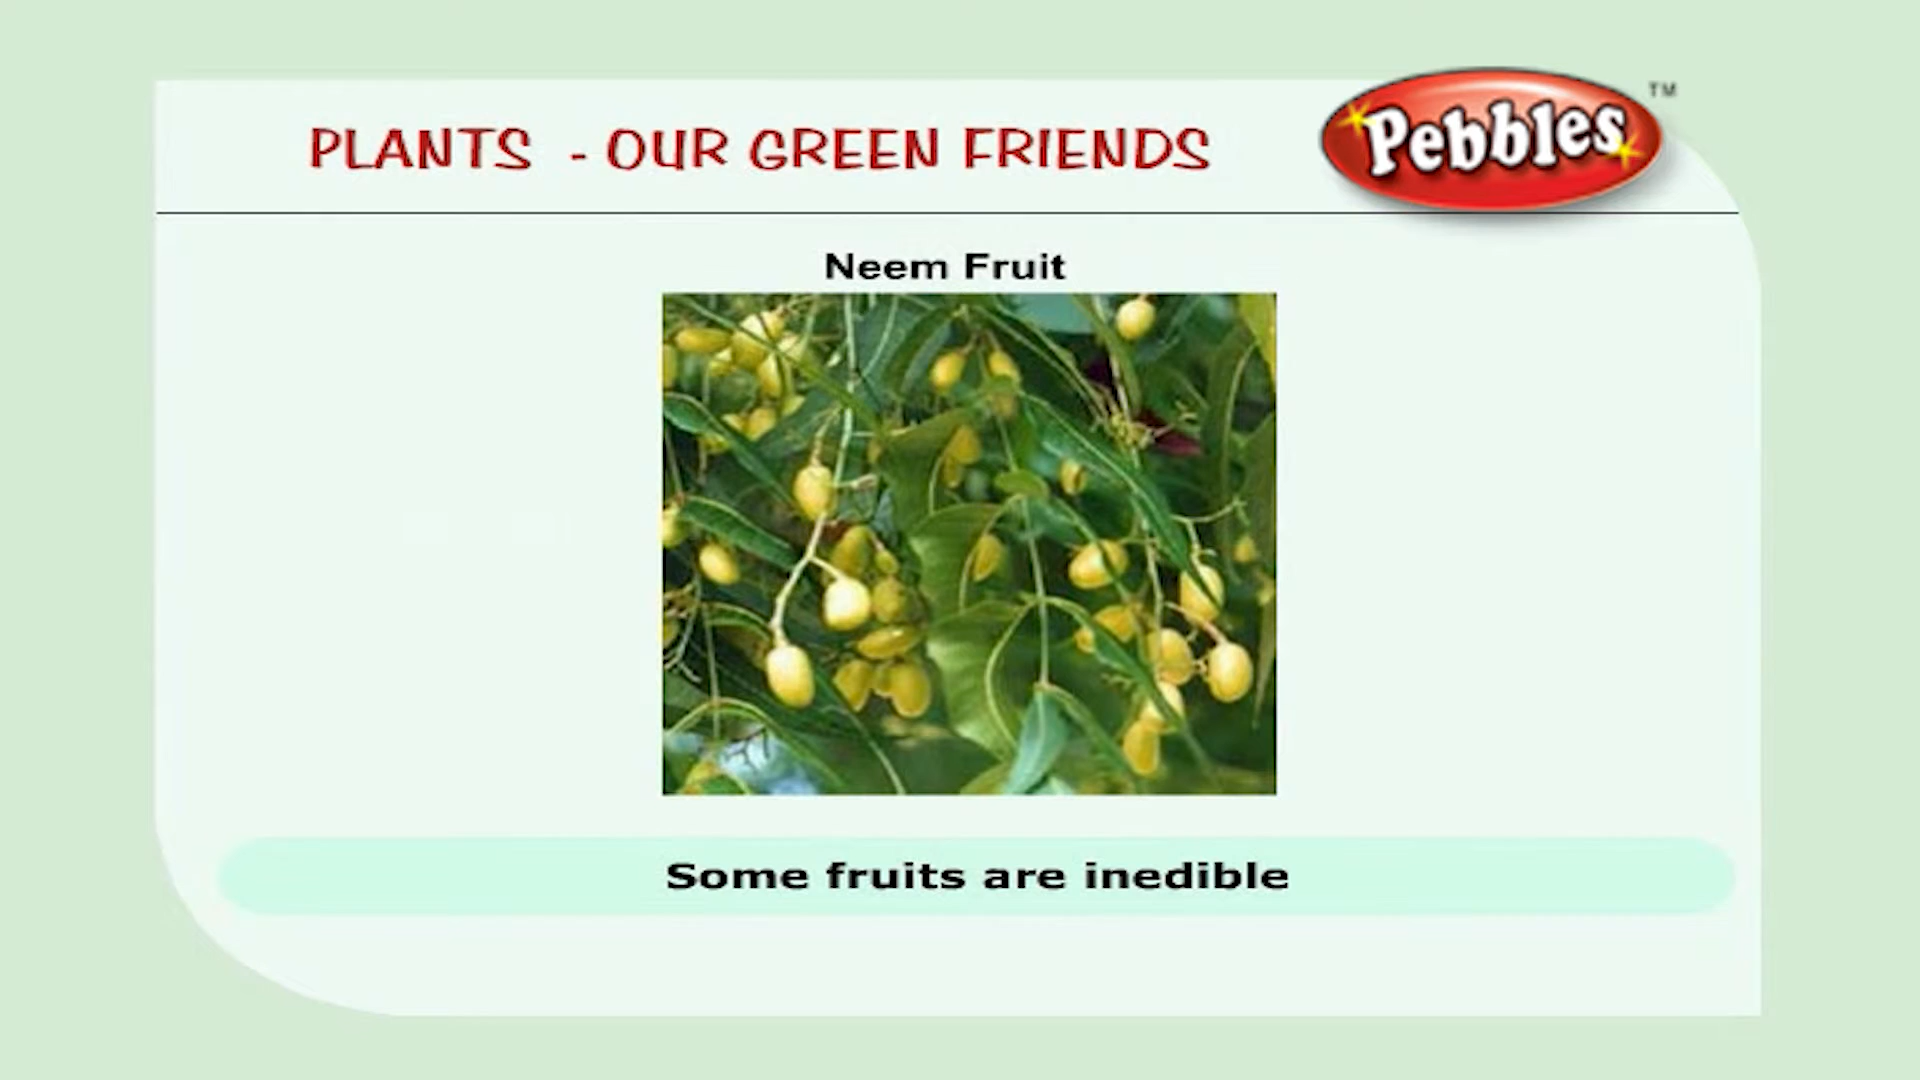 PLANTS - OUR GREEN FRIENDS
Pebbles TM
Neem Fruit
Some fruits are inedible